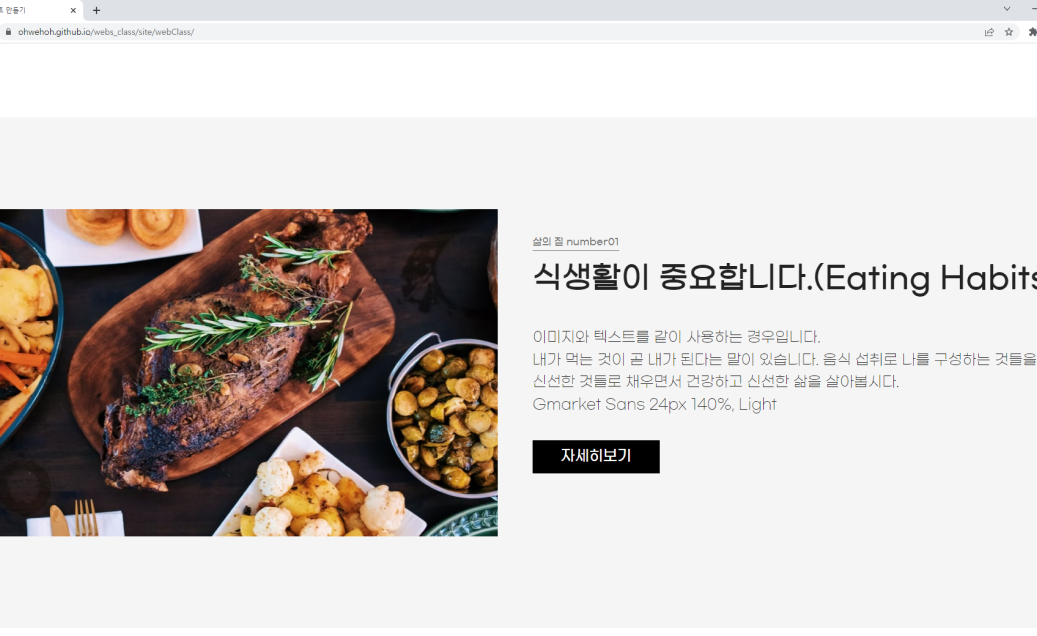 트 만들기
ohwehoh.github.io/webs_class/site/webClass/
삶의 질 number01
식생활이 중요합니다.(Eating Habits
이미지와 텍스트를 같이 사용하는 경우입니다.
내가 먹는 것이 곧 내가 된다는 말이 있습니다. 음식 섭취로 나를 구성하는 것들을
신선한 것들로 채우면서 건강하고 신선한 삶을 살아봅시다.
Gmarket Sans 24px 140%, Light
자세히보기